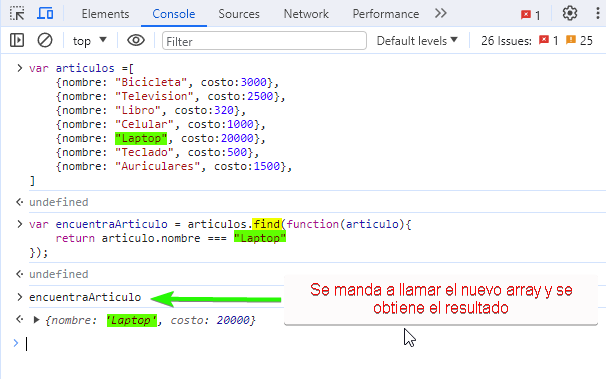 Elements Console Sources Network Performance 1
top Filter Default levels 26 Issues: 1 25
var articulos =[
{nombre: "Bicicleta", costo:3000},
{nombre: "Television", costo:2500},
{nombre: "Libro", costo:320},
{nombre: "Celular", costo:1000},
{nombre: "Laptop", costo:20000},
{nombre: "Teclado", costo:500},
{nombre: "Auriculares", costo:1500},
]
undefined
var encuentraArticulo = articulos.find(function(articulo){
return articulo.nombre === "Laptop"
});
undefined
encuentraArticulo
Se manda a llamar el nuevo array y se
obtiene el resultado
{nombre: 'Laptop', costo: 20000}